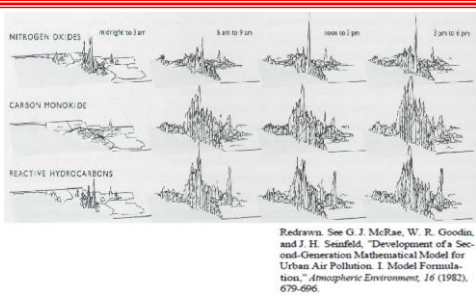 NITROGEN OXIDES
midnight to 3 am
6 am to 9 am
noon to 3 pm
3 pm to 6 pm
CARBON MONOXIDE
REACTIVE HYDROCARBONS
Redrawn. See G. J. McRae, W. R. Goodin,
and J. H. Seinfeld, "Development of a Sec-
ond-Generation Mathematical Model for
Urban Air Pollution. I. Model Formula-
tion," Atmospheric Environment, 16 (1982),
679-696.